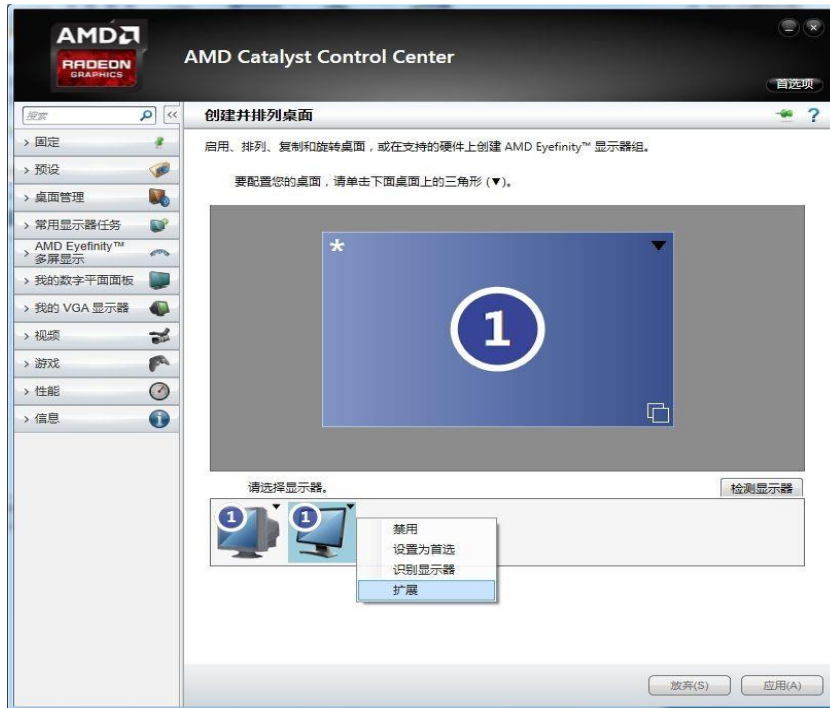 AMD
RADEON
GRAPHICS
AMD Catalyst Control Center
首选项
搜索
<<
创建并排列桌面
?
> 固定
> 预设
> 桌面管理
> 常用显示器任务
> AMD Eyefinity™
多屏显示
> 我的数字平面面板
> 我的 VGA 显示器
> 视频
> 游戏
> 性能
> 信息
启用、排列、复制和旋转桌面，或在支持的硬件上创建 AMD Eyefinity™ 显示器组。
要配置您的桌面，请单击下面桌面上的三角形 (▼)。
*
1
请选择显示器。
检测显示器
1
1
禁用
设置为首选
识别显示器
扩展
放弃(S)
应用(A)